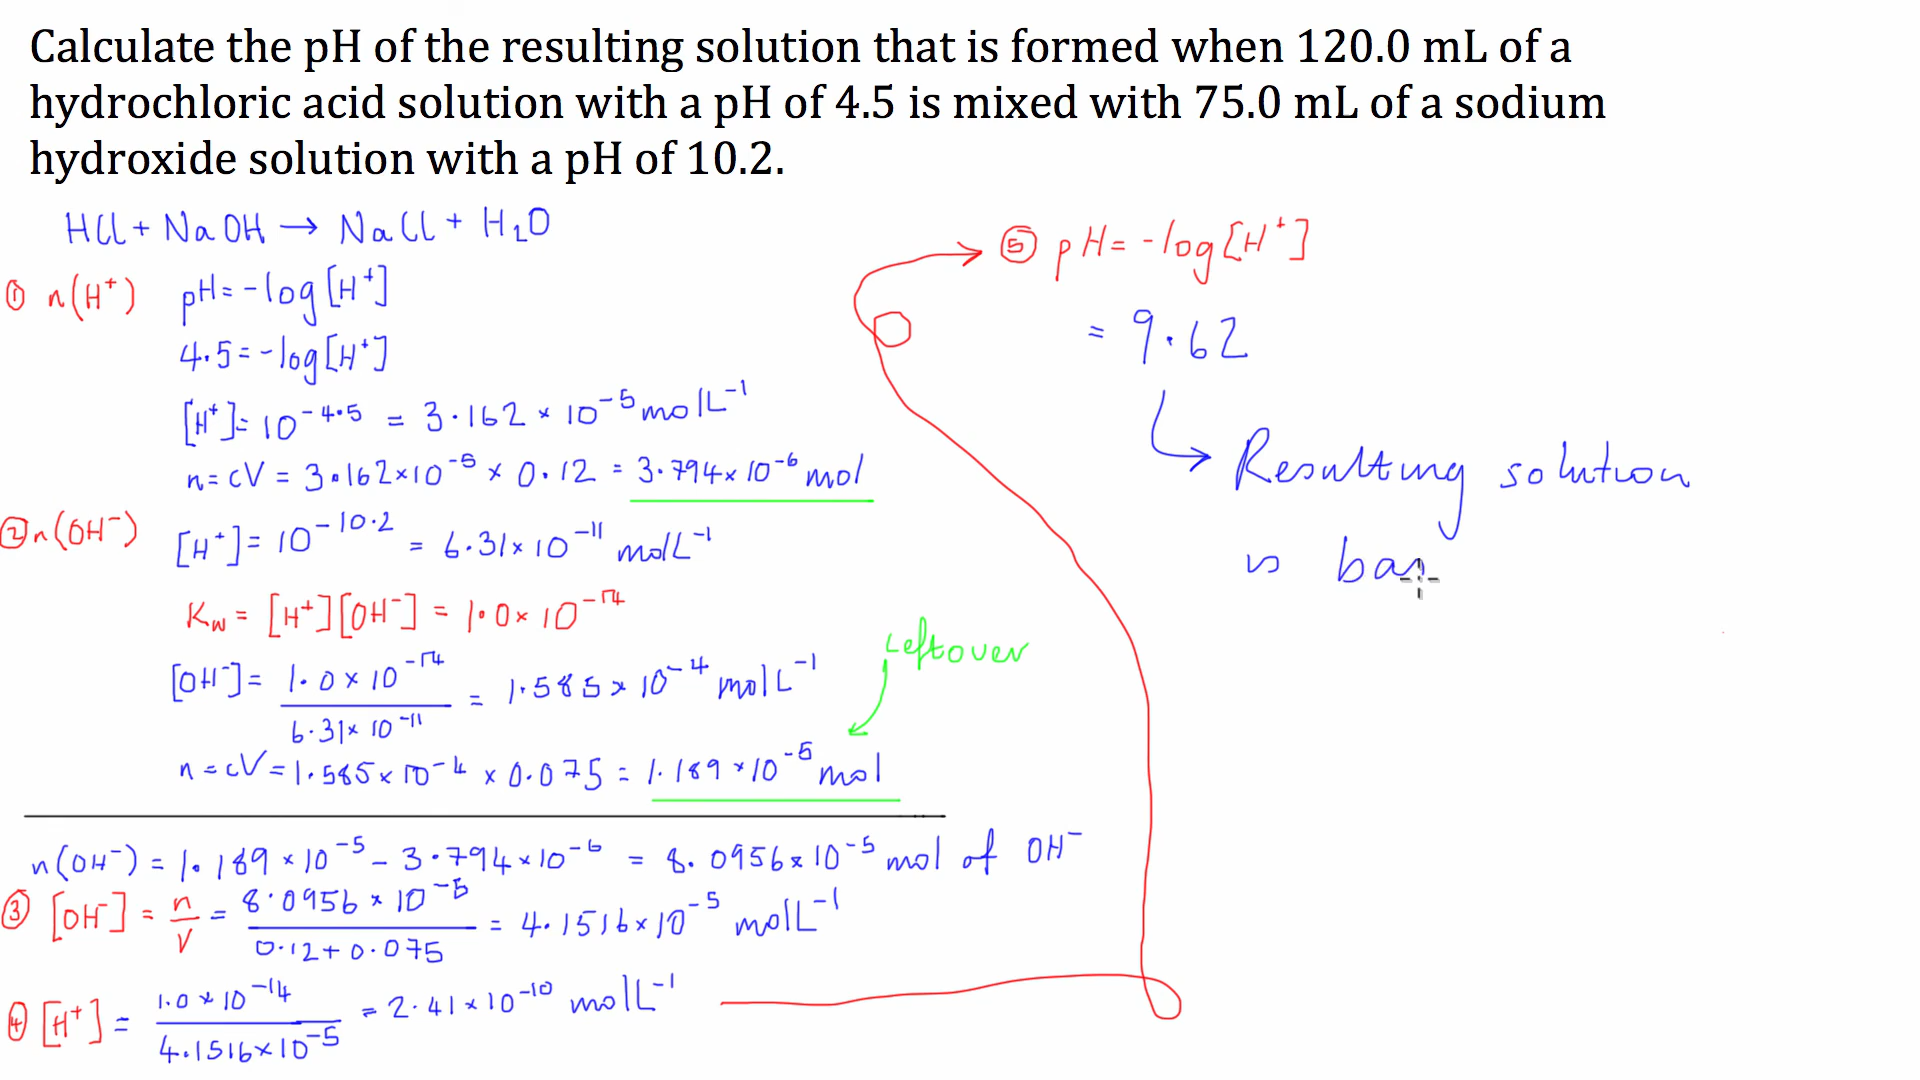 Calculate the pH of the resulting solution that is formed when 120.0 mL of a
hydrochloric acid solution with a pH of 4.5 is mixed with 75.0 mL of a sodium
hydroxide solution with a pH of 10.2.
HCl + NaOH → NaCl + H₂O
① n(H⁺) pH = -log[H⁺]
4.5 = -log[H⁺]
[H⁺] = 10⁻⁴·⁵ = 3.162 × 10⁻⁵ molL⁻¹
n = cV = 3.162×10⁻⁵ × 0.12 = 3.794×10⁻⁶ mol
② n(OH⁻) [H⁺] = 10⁻¹⁰·² = 6.31×10⁻¹¹ molL⁻¹
Kw = [H⁺][OH⁻] = 1.0×10⁻¹⁴
[OH⁻] = 1.0×10⁻¹⁴ / 6.31×10⁻¹¹ = 1.585×10⁻⁴ molL⁻¹
Leftover
n = cV = 1.585×10⁻⁴ × 0.075 = 1.189×10⁻⁵ mol
n(OH⁻) = 1.189×10⁻⁵ - 3.794×10⁻⁶ = 8.0956×10⁻⁵ mol of OH⁻
③ [OH⁻] = n/V = 8.0956×10⁻⁵ / 0.12 + 0.075 = 4.1516×10⁻⁵ molL⁻¹
④ [H⁺] = 1.0×10⁻¹⁴ / 4.1516×10⁻⁵ = 2.41×10⁻¹⁰ molL⁻¹
⑤ pH = -log[H⁺]
= 9.62
Resulting solution
is bas